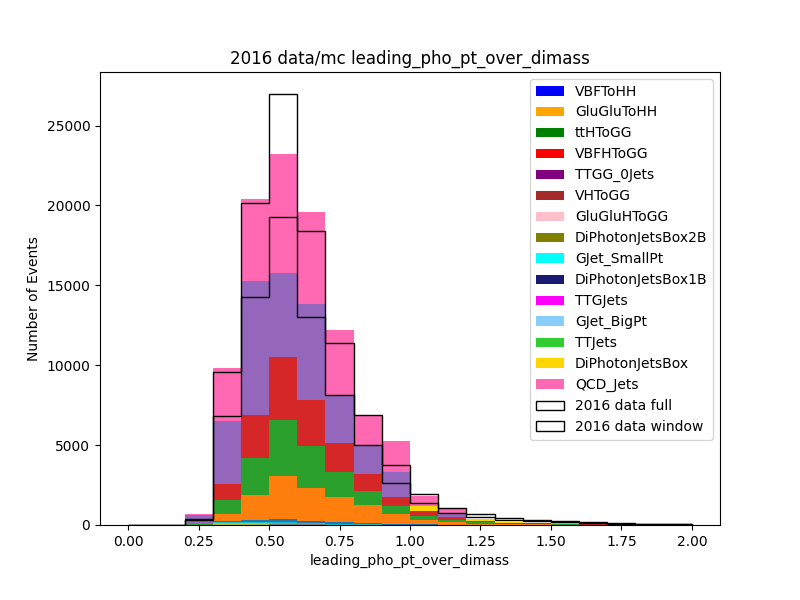 2016 data/mc leading_pho_pt_over_dimass
Number of Events
25000
20000
15000
10000
5000
0
0.00 0.25 0.50 0.75 1.00 1.25 1.50 1.75 2.00
leading_pho_pt_over_dimass
VBFToHH
GluGluToHH
ttHToGG
VBFHToGG
TTGG_0Jets
VHToGG
GluGluHToGG
DiPhotonJetsBox2B
GJet_SmallPt
DiPhotonJetsBox1B
TTGJets
GJet_BigPt
TTJets
DiPhotonJetsBox
QCD_Jets
2016 data full
2016 data window